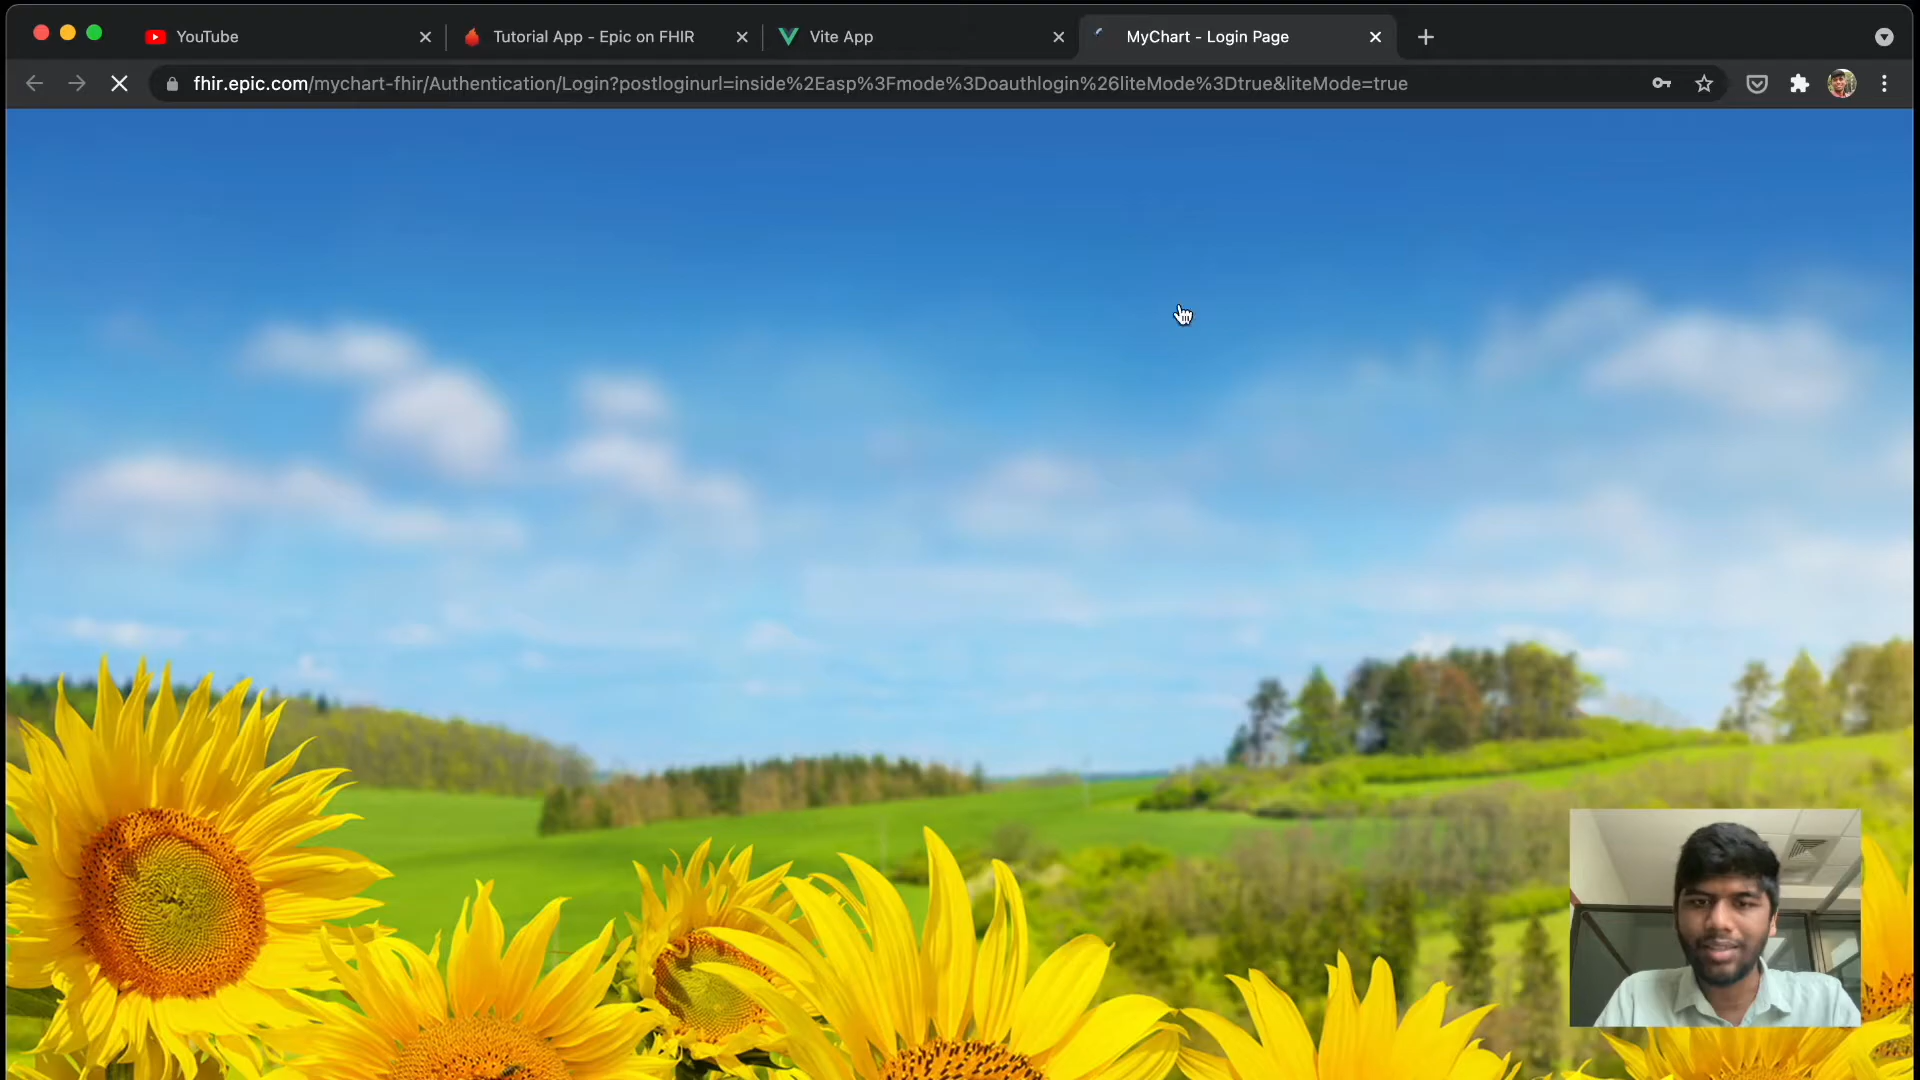 YouTube
Tutorial App - Epic on FHIR
Vite App
MyChart - Login Page
fhir.epic.com/mychart-fhir/Authentication/Login?postloginurl=inside%2Easp%3Fmode%3Doauthlogin%26liteMode%3Dtrue&liteMode=true